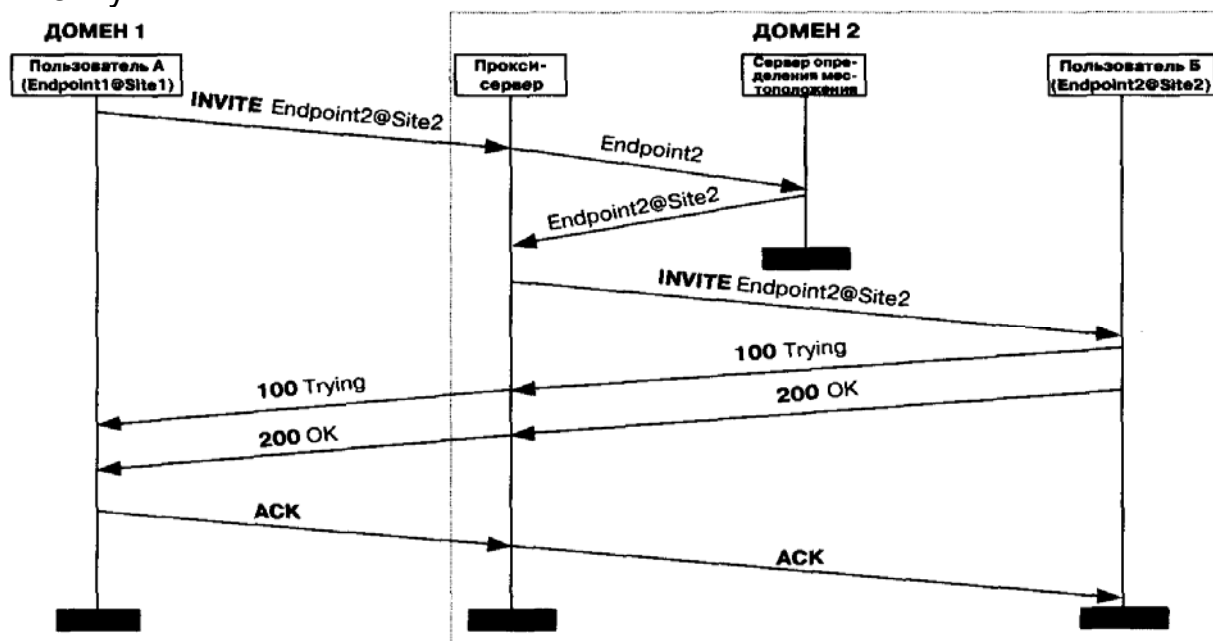 ДОМЕН 1
ДОМЕН 2
Пользователь А
(Endpoint1@Site1)
Прокси-
сервер
Сервер опре-
деления мес-
тоположения
Пользователь Б
(Endpoint2@Site2)
INVITE Endpoint2@Site2
Endpoint2
Endpoint2@Site2
INVITE Endpoint2@Site2
100 Trying
100 Trying
200 OK
200 OK
ACK
ACK